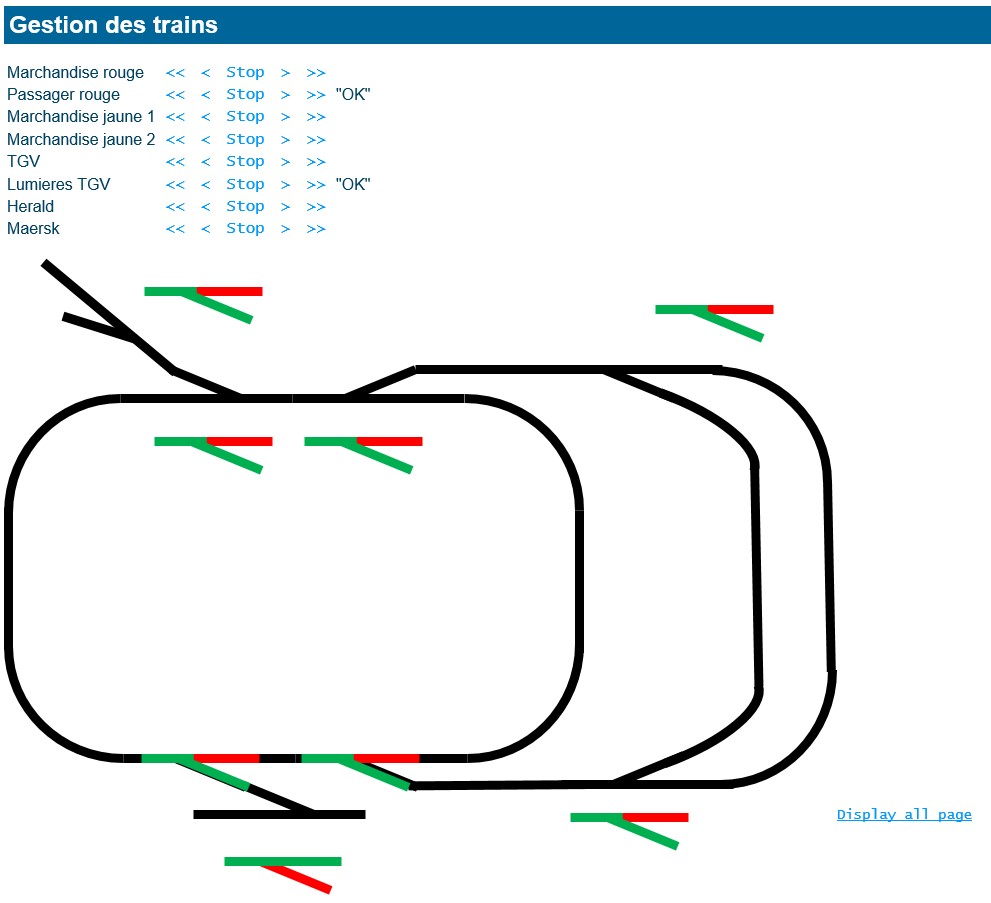 Gestion des trains
Marchandise rouge << < Stop > >>
Passager rouge << < Stop > >> "OK"
Marchandise jaune 1 << < Stop > >>
Marchandise jaune 2 << < Stop > >>
TGV << < Stop > >>
Lumieres TGV << < Stop > >> "OK"
Herald << < Stop > >>
Maersk << < Stop > >>
Display all page